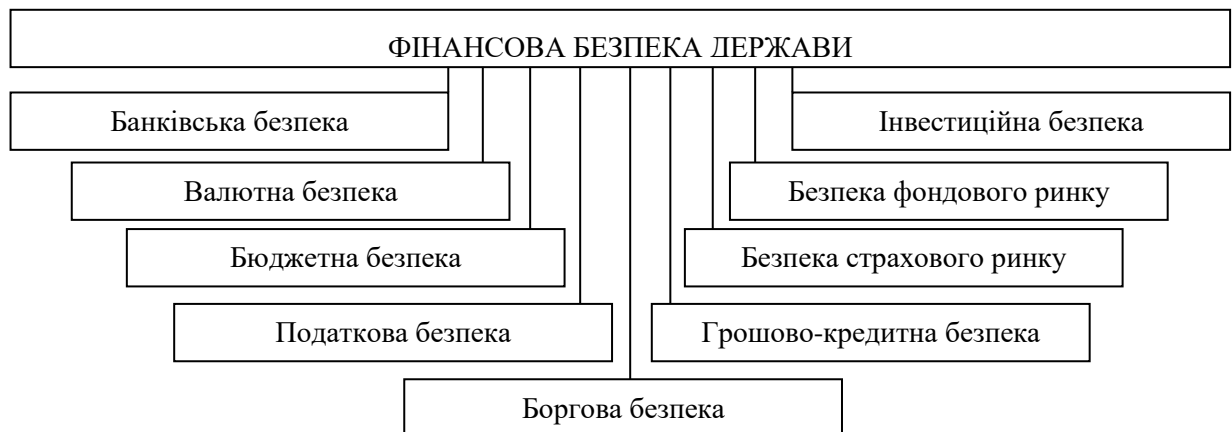 ФІНАНСОВА БЕЗПЕКА ДЕРЖАВИ
Банківська безпека
Інвестиційна безпека
Валютна безпека
Безпека фондового ринку
Бюджетна безпека
Безпека страхового ринку
Податкова безпека
Грошово-кредитна безпека
Боргова безпека